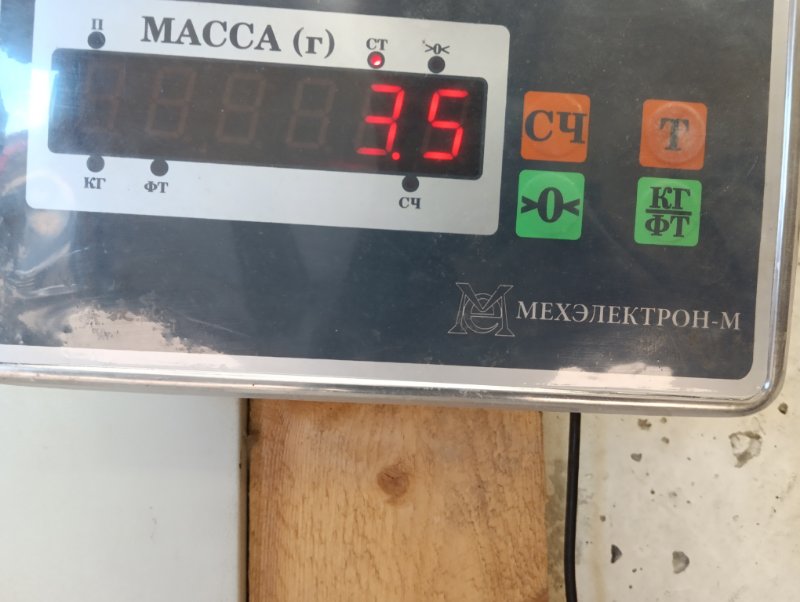 П
МАССА (г)
СТ
>0<
3.5
КГ
ФТ
СЧ
СЧ
Т
>0<
КГ
ФТ
МЕХЭЛЕКТРОН-М